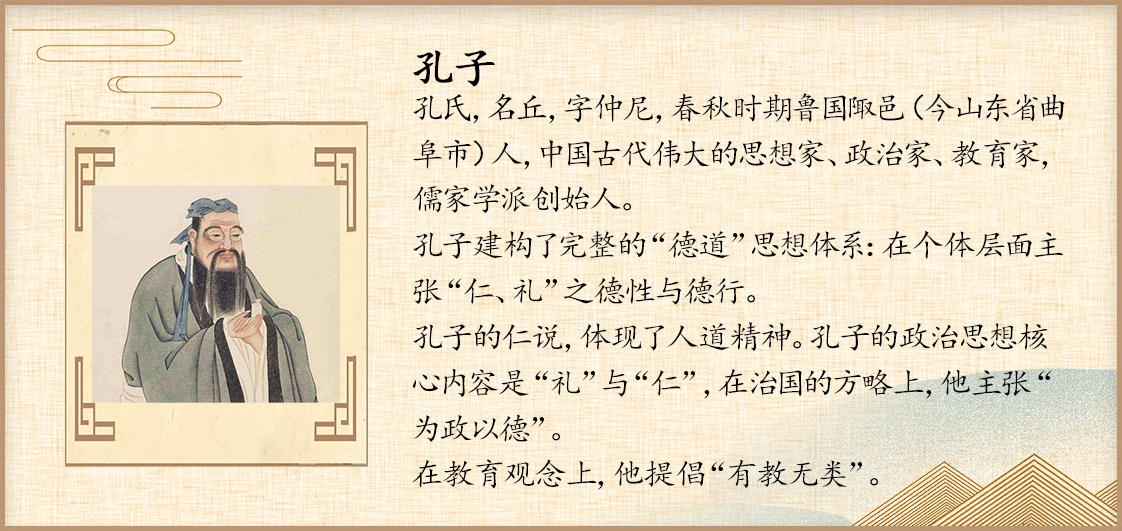 孔子
孔氏，名丘，字仲尼，春秋时期鲁国陬邑（今山东省曲
阜市）人，中国古代伟大的思想家、政治家、教育家，
儒家学派创始人。
孔子建构了完整的“德道”思想体系：在个体层面主
张“仁、礼”之德性与德行。
孔子的仁说，体现了人道精神。孔子的政治思想核
心内容是“礼”与“仁”，在治国的方略上，他主张“
为政以德”。
在教育观念上，他提倡“有教无类”。